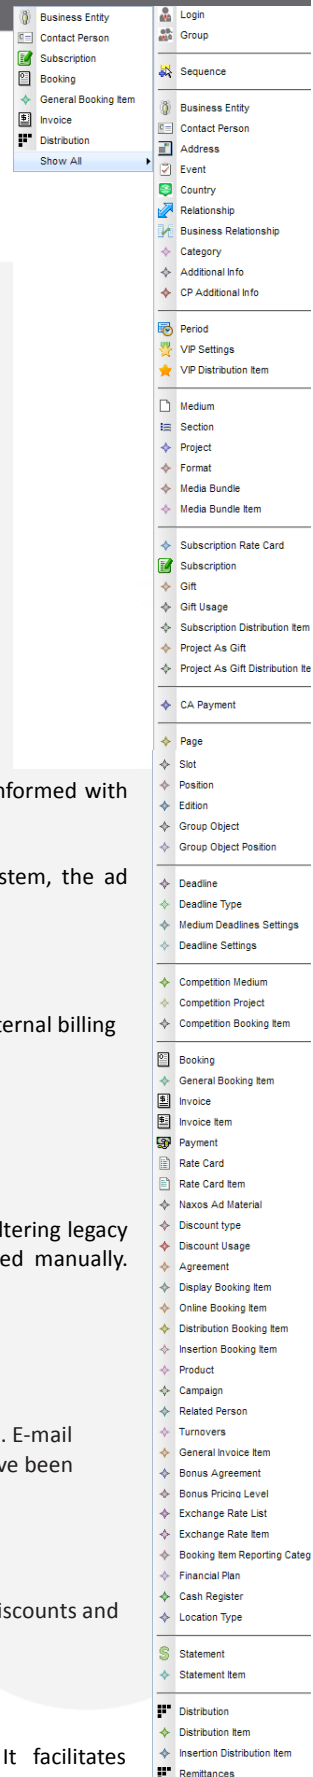 Business Entity
Contact Person
Subscription
Booking
General Booking Item
Invoice
Distribution
Show All
Login
Group
Sequence
Business Entity
Contact Person
Address
Event
Country
Relationship
Business Relationship
Category
Additional Info
CP Additional Info
Period
VIP Settings
VIP Distribution Item
Medium
Section
Project
Format
Media Bundle
Media Bundle Item
Subscription Rate Card
Subscription
Gift
Gift Usage
Subscription Distribution Item
Project As Gift
Project As Gift Distribution Ite
CA Payment
Page
Slot
Position
Edition
Group Object
Group Object Position
Deadline
Deadline Type
Medium Deadlines Settings
Deadline Settings
Competition Medium
Competition Project
Competition Booking Item
Booking
General Booking Item
Invoice
Invoice Item
Payment
Rate Card
Rate Card Item
Naxos Ad Material
Discount type
Discount Usage
Agreement
Display Booking Item
Online Booking Item
Distribution Booking Item
Insertion Booking Item
Product
Campaign
Related Person
Turnovers
General Invoice Item
Bonus Agreement
Bonus Pricing Level
Exchange Rate List
Exchange Rate Item
Booking Item Reporting Categ
Financial Plan
Cash Register
Location Type
Statement
Statement Item
Distribution
Distribution Item
Insertion Distribution Item
Remittances
nformed with
stem, the ad
ternal billing
ltering legacy
ed manually.
. E-mail
ve been
iscounts and
It facilitates